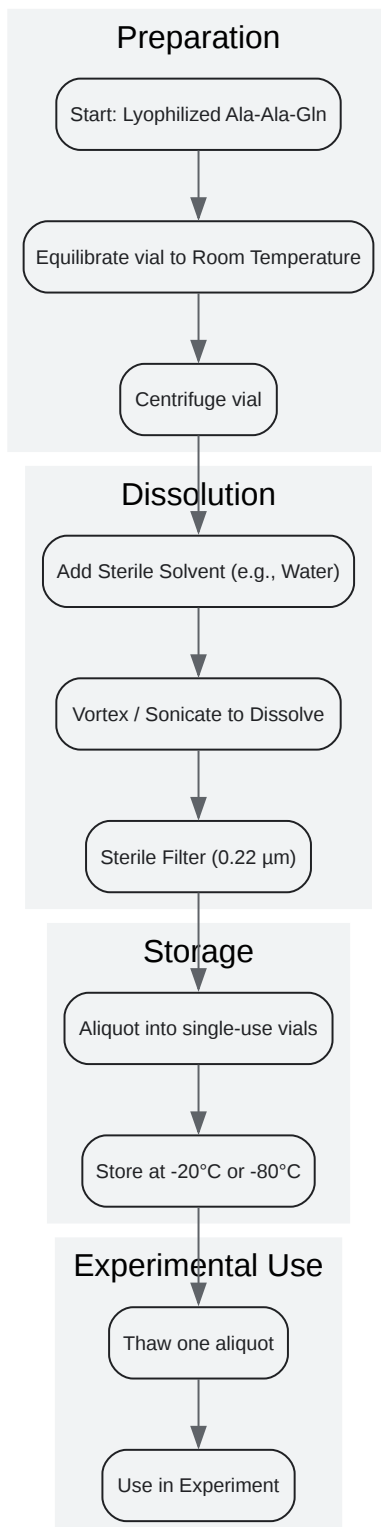 Preparation
Start: Lyophilized Ala-Ala-Gln
Equilibrate vial to Room Temperature
Centrifuge vial
Dissolution
Add Sterile Solvent (e.g., Water)
Vortex / Sonicate to Dissolve
Sterile Filter (0.22 µm)
Storage
Aliquot into single-use vials
Store at -20°C or -80°C
Experimental Use
Thaw one aliquot
Use in Experiment